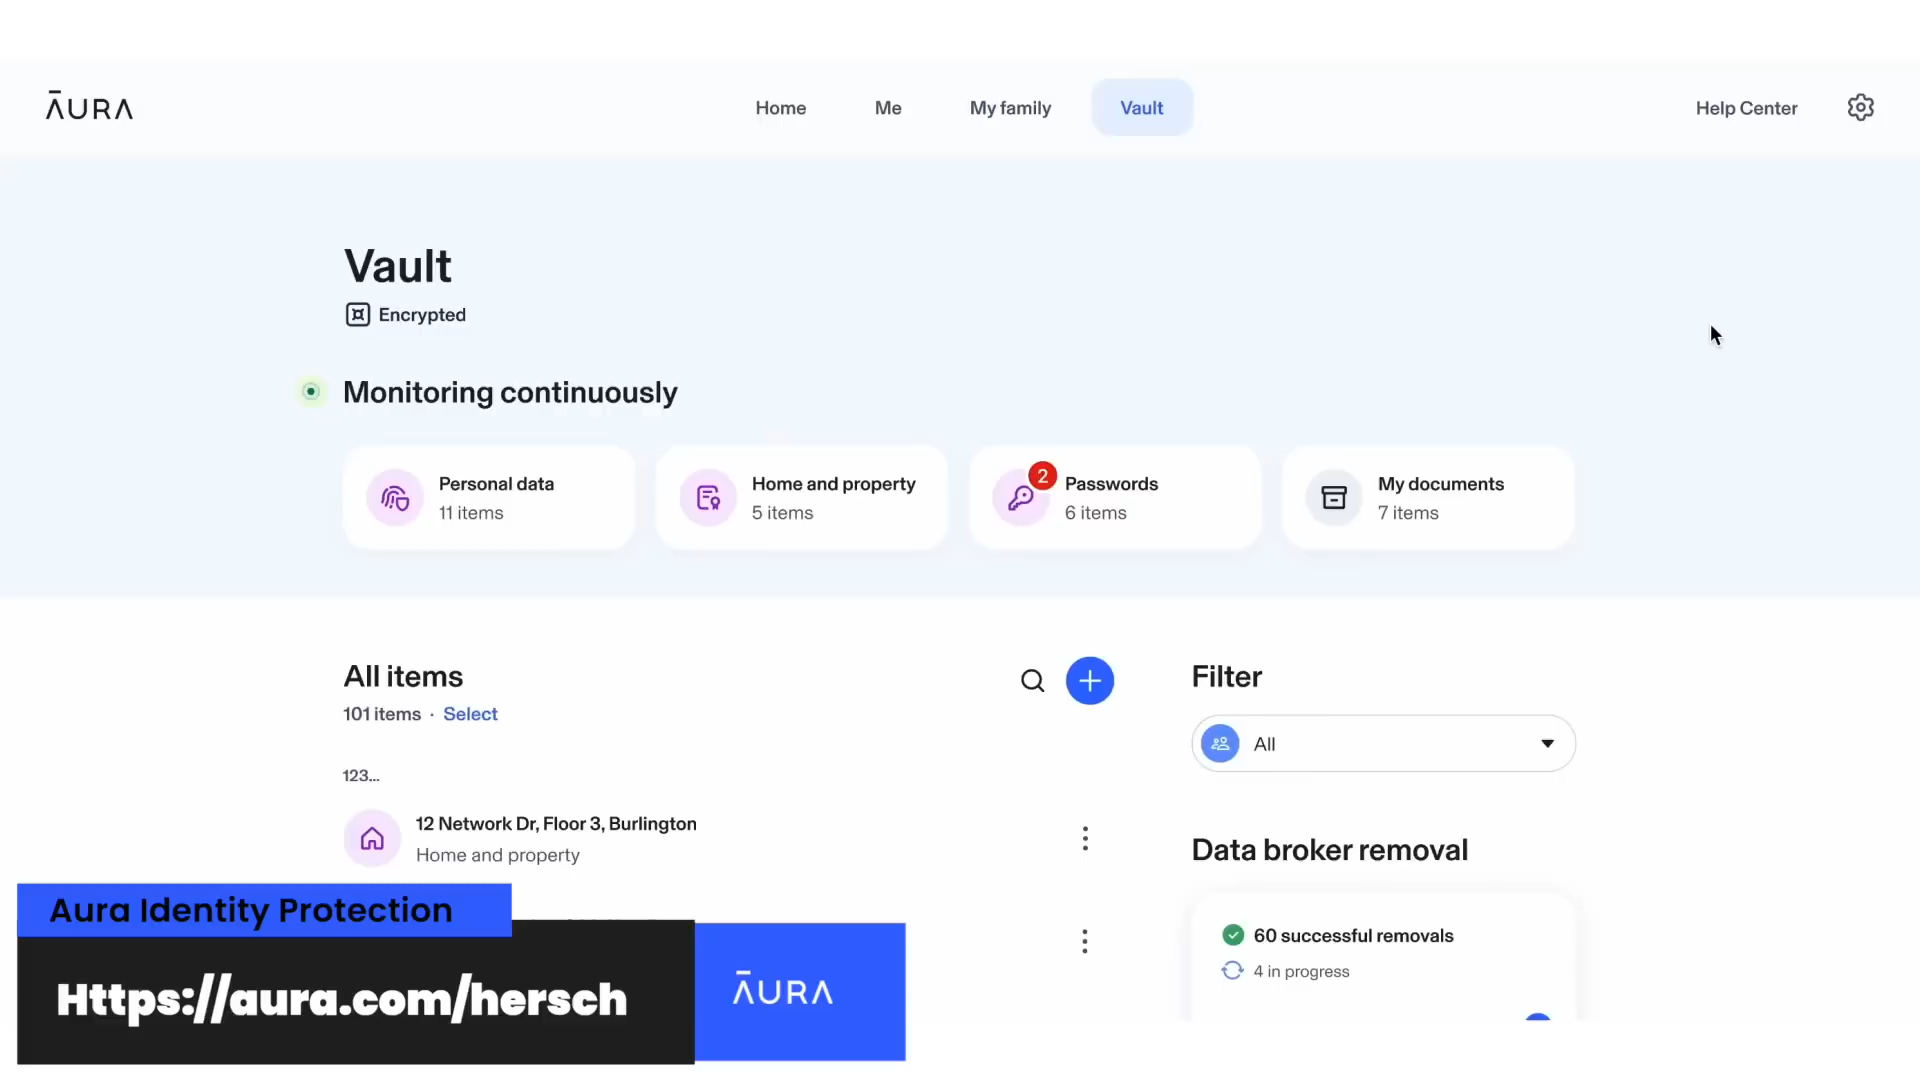 ĀURA
Home
Me
My family
Vault
Help Center
Vault
Encrypted
Monitoring continuously
Personal data
11 items
Home and property
5 items
2
Passwords
6 items
My documents
7 items
All items
101 items · Select
Filter
All
123...
12 Network Dr, Floor 3, Burlington
Home and property
Data broker removal
60 successful removals
4 in progress
Aura Identity Protection
Https://aura.com/hersch
ĀURA